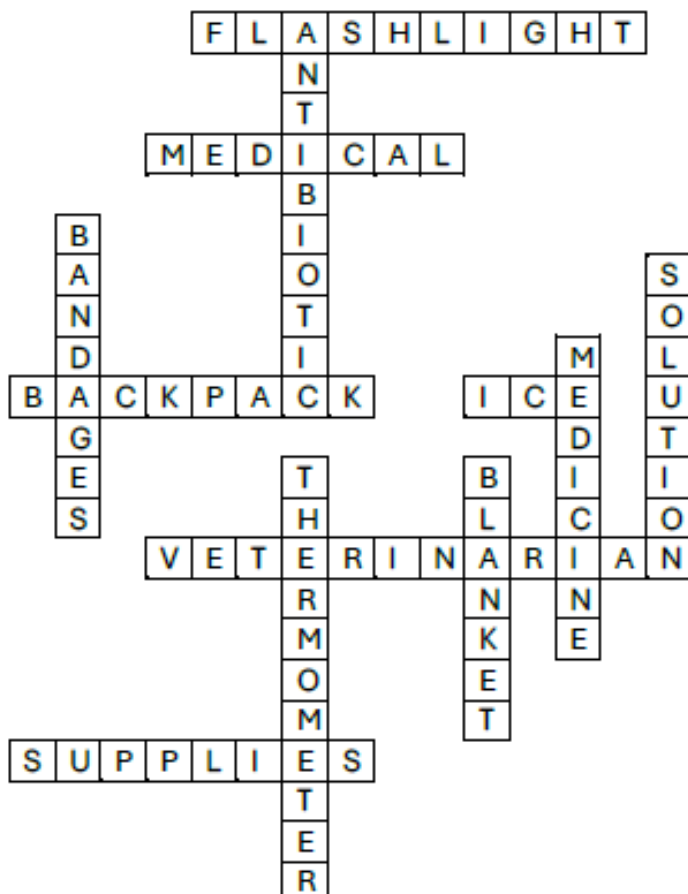 FLASHLIGHT
ANTIBIOTIC
MEDICAL
BANDAGES
SOLUTION
MEDICINE
BACKPACK
ICE
THERMOMETER
BLANKET
VETERINARIAN
SUPPLIES